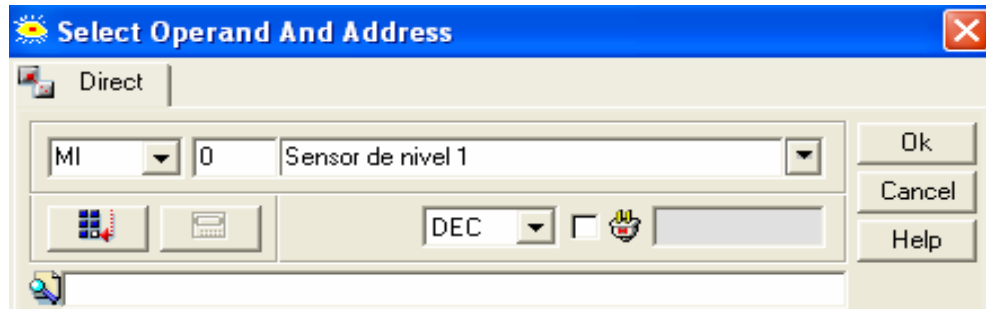 Select Operand And Address
Direct
MI 0 Sensor de nivel 1
Ok
Cancel
DEC
Help